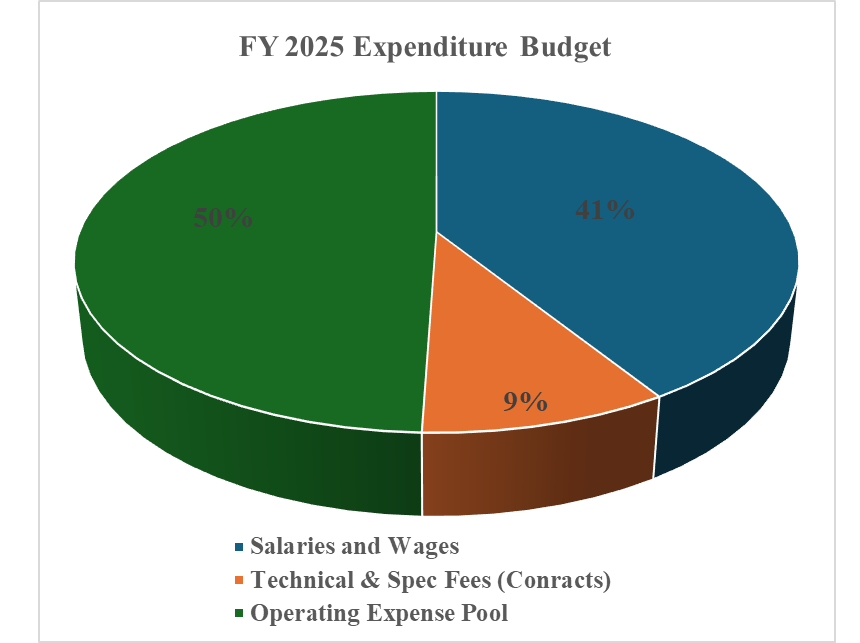 FY 2025 Expenditure Budget
50%
41%
9%
Salaries and Wages
Technical & Spec Fees (Conracts)
Operating Expense Pool